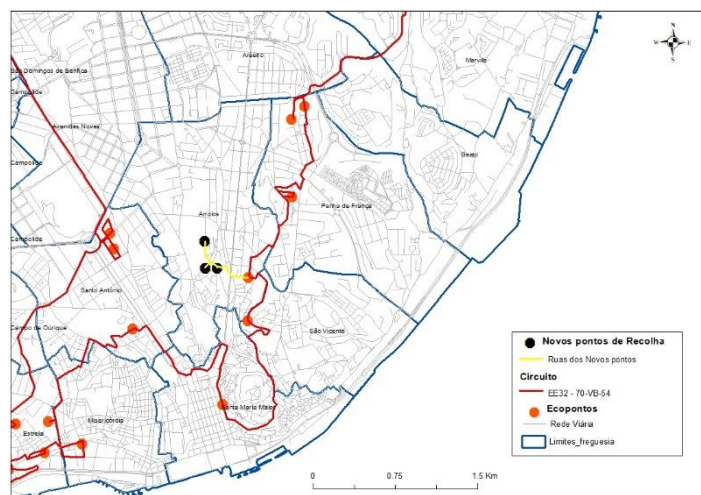 N
W E
S
Areeiro
Marvila
São Domingos de Benfica
Campolide
Avenidas Novas
Beato
Campolide
Penha de França
Arroios
Campolide
Santo António
Campo de Ourique
São Vicente
Santa Maria Maior
Misericórdia
Estrela
Novos pontos de Recolha
Ruas dos Novos pontos
Circuito
EE32 - 70-VB-54
Ecopontos
Rede Viária
Limites_freguesia
0 0.75 1.5 Km